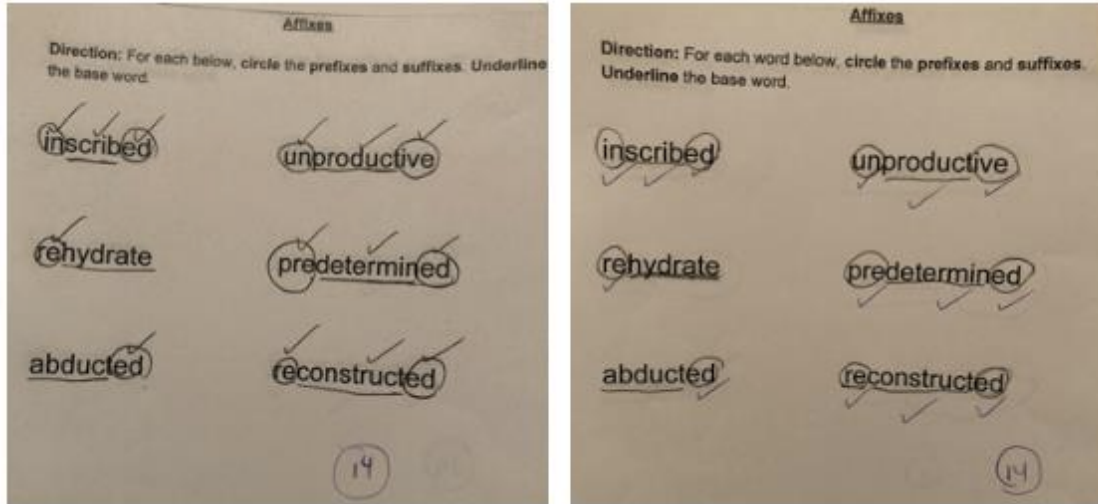 Affixes
Direction: For each below, circle the prefixes and suffixes. Underline
the base word.
inscribed unproductive
rehydrate predetermined
abducted reconstructed
14
Affixes
Direction: For each word below, circle the prefixes and suffixes.
Underline the base word.
inscribed unproductive
rehydrate predetermined
abducted reconstructed
14